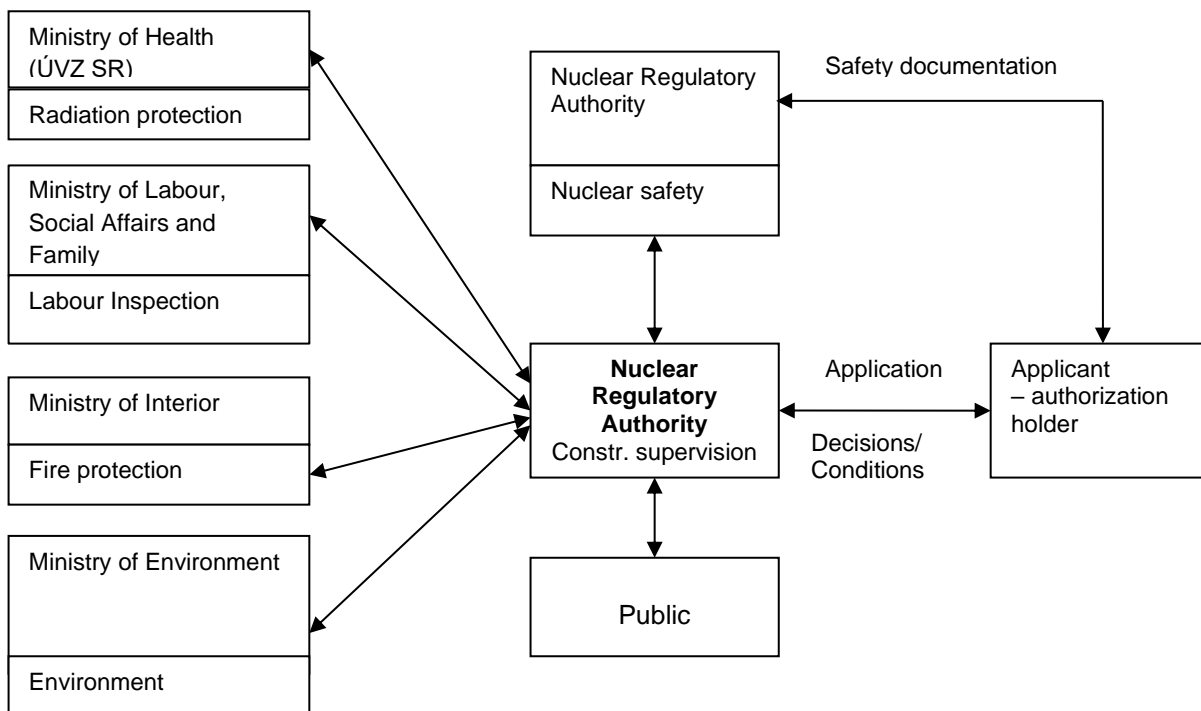 Ministry of Health
(ÚVZ SR)
Radiation protection
Ministry of Labour,
Social Affairs and
Family
Labour Inspection
Ministry of Interior
Fire protection
Ministry of Environment
Environment
Nuclear Regulatory
Authority
Nuclear safety
Nuclear
Regulatory
Authority
Constr. supervision
Public
Safety documentation
Application
Decisions/
Conditions
Applicant
– authorization
holder